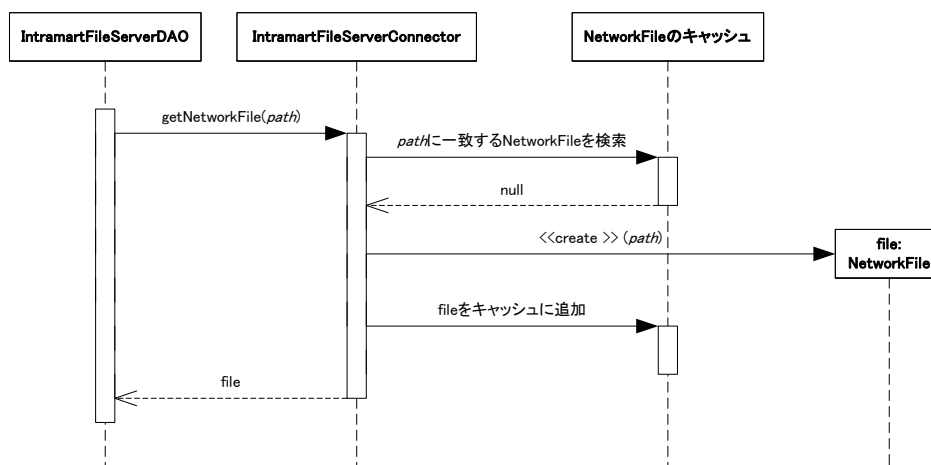 IntramartFileServerDAO
IntramartFileServerConnector
NetworkFileのキャッシュ
getNetworkFile(path)
pathに一致するNetworkFileを検索
null
<<create >> (path)
file:
NetworkFile
fileをキャッシュに追加
file